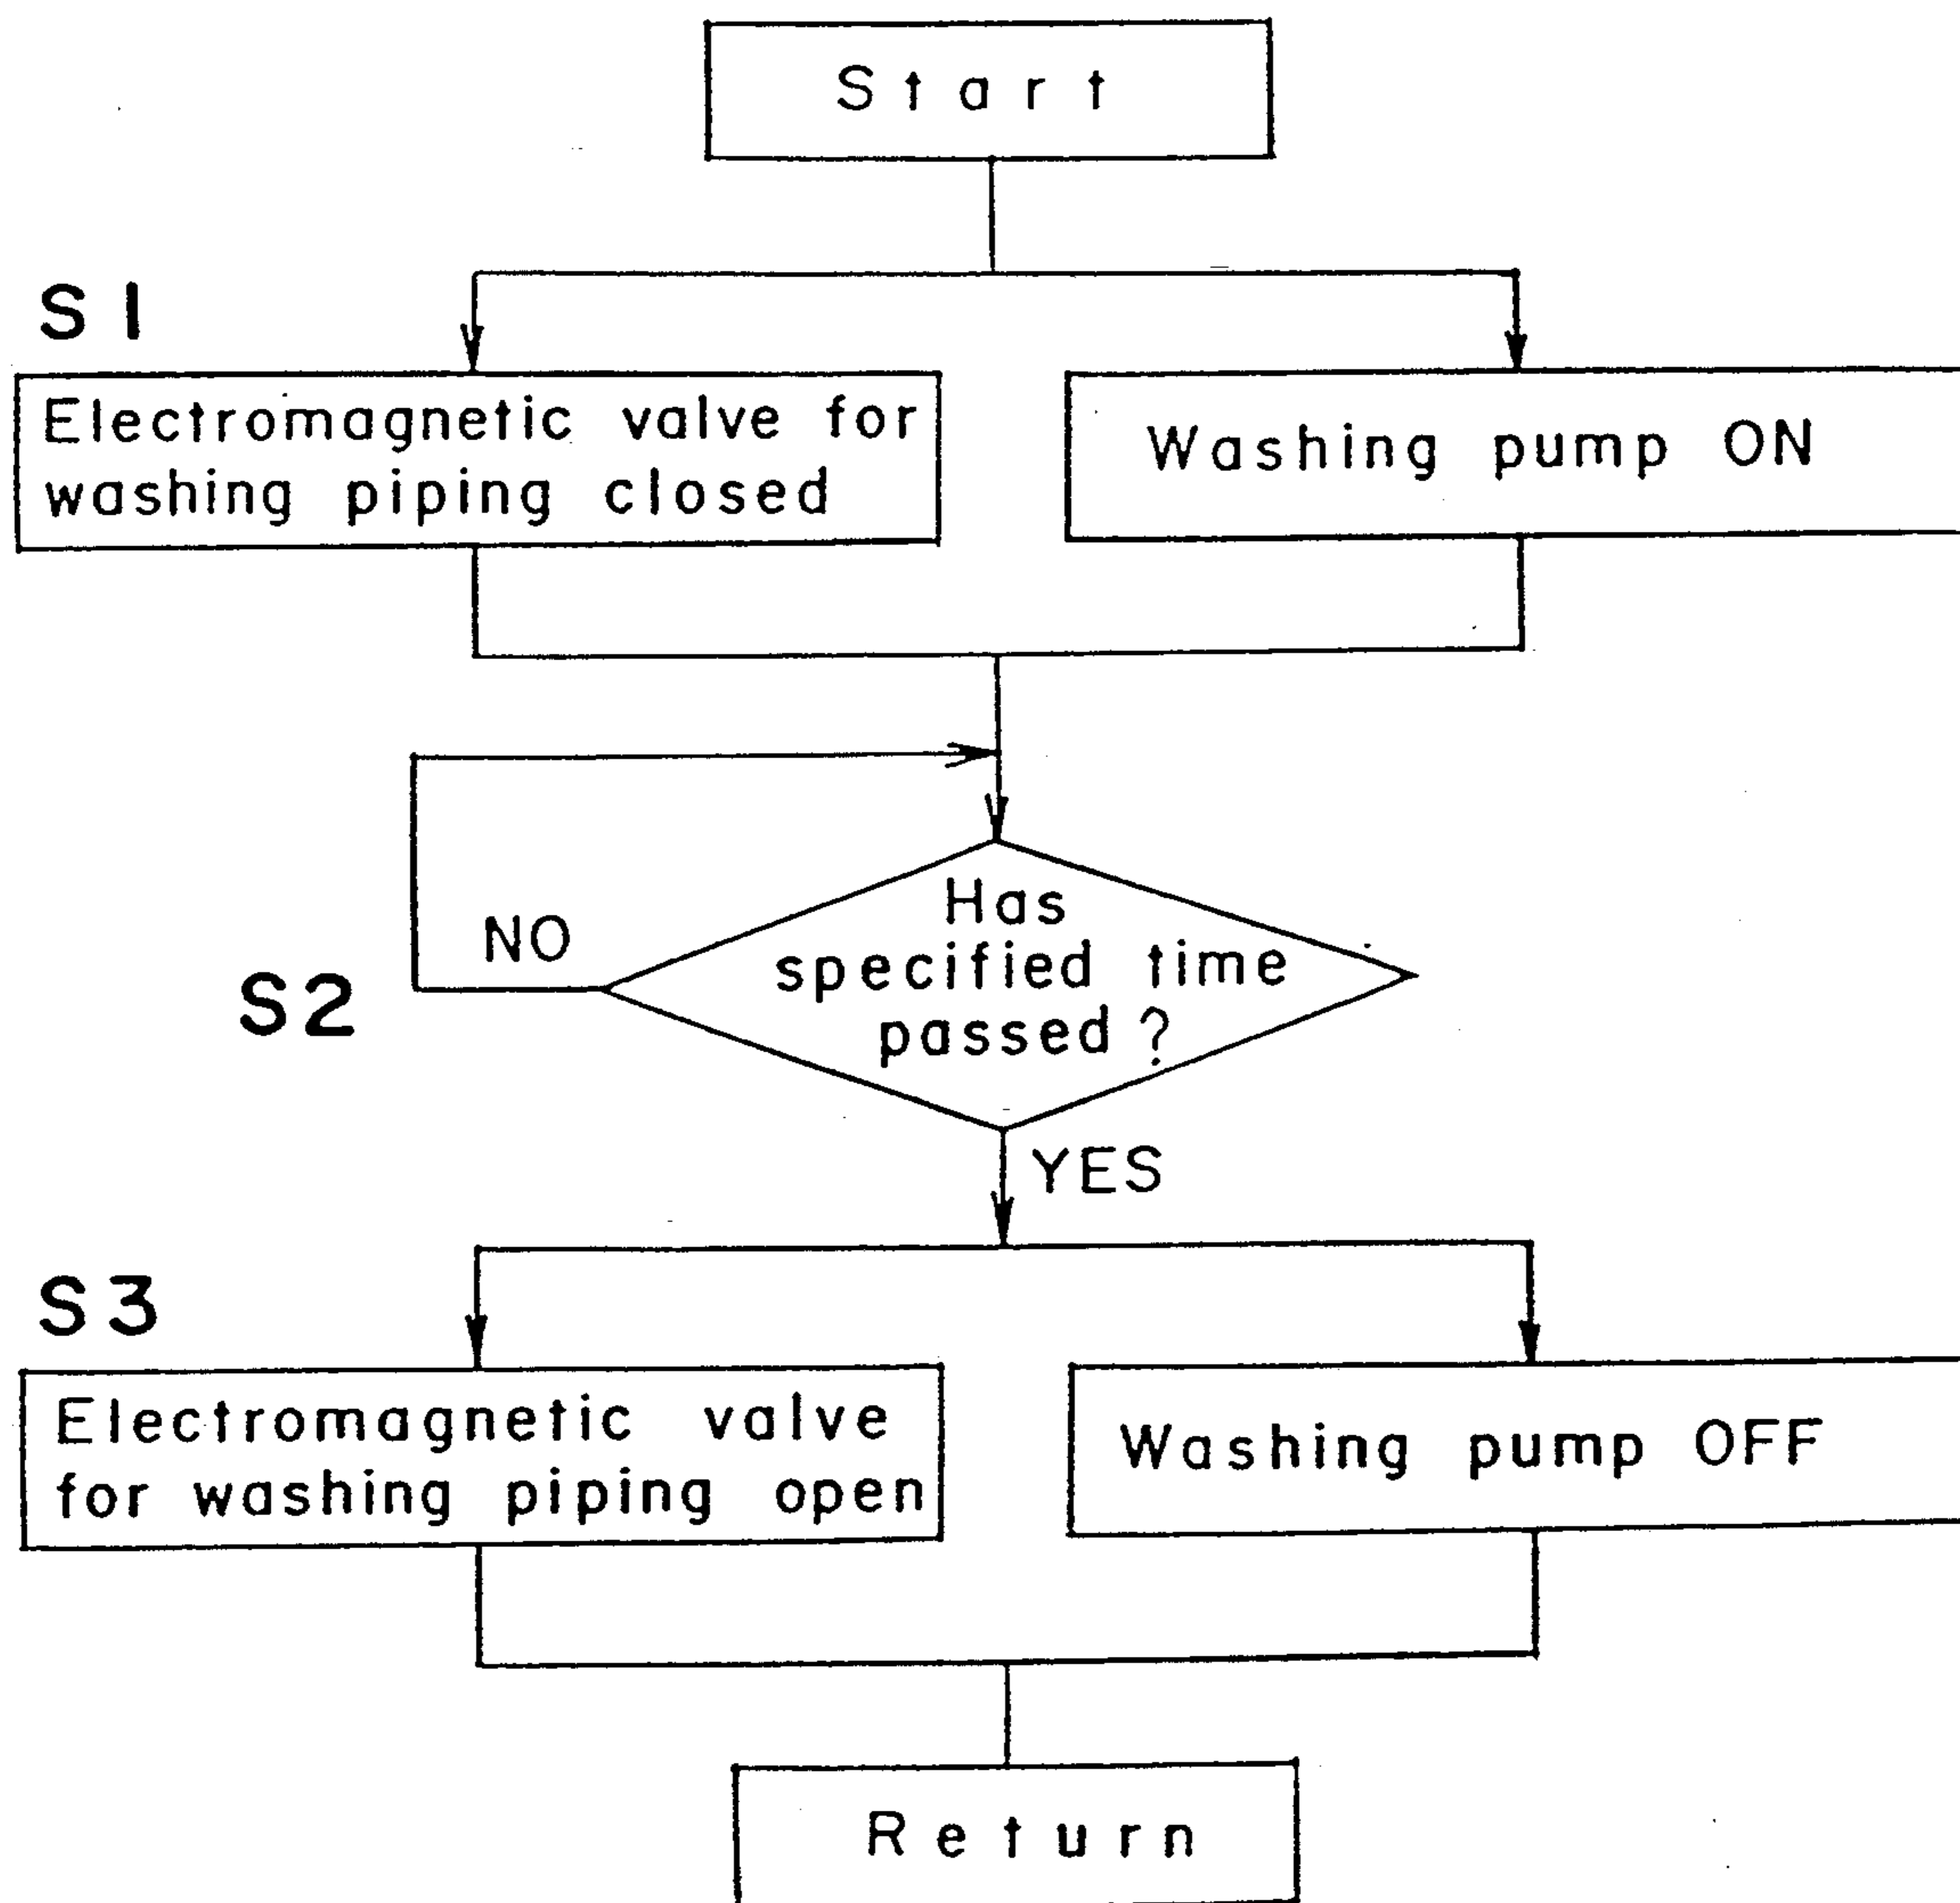 Start
S1
Electromagnetic valve for
washing piping closed
Washing pump ON
Has
specified time
passed?
NO
S2
YES
S3
Electromagnetic valve
for washing piping open
Washing pump OFF
Return